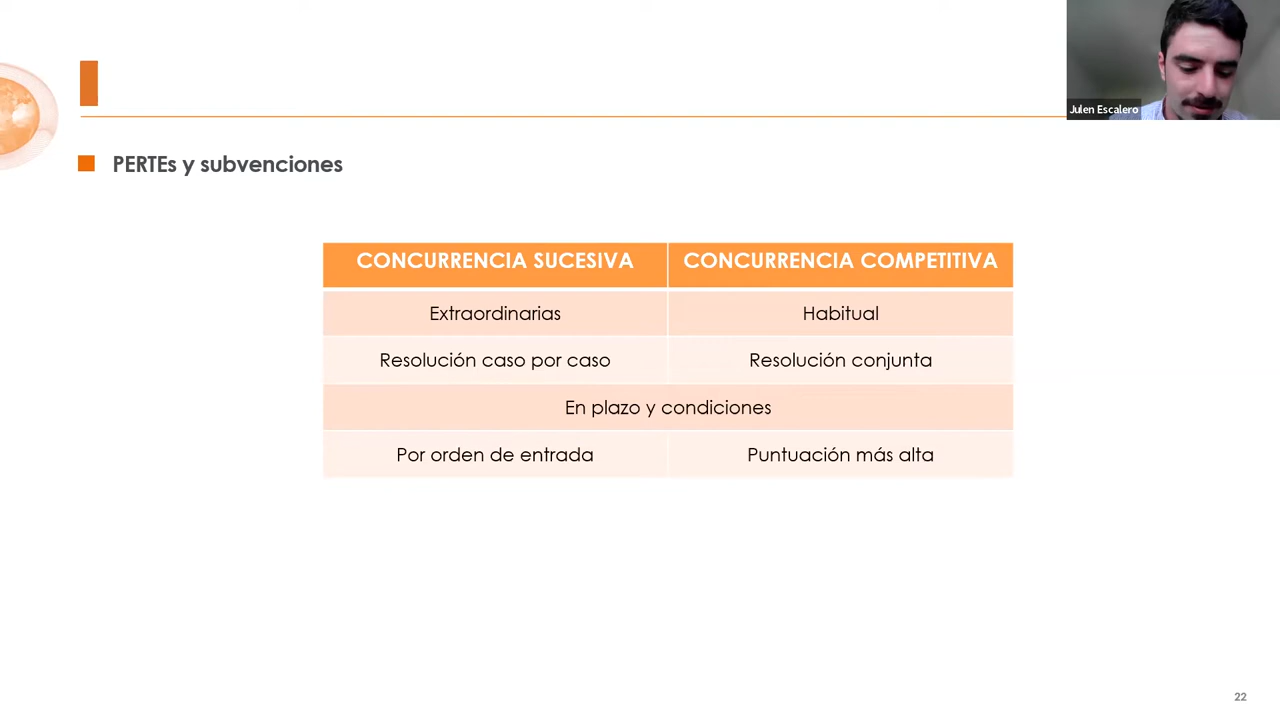 Julen Escalero
PERTEs y subvenciones
CONCURRENCIA SUCESIVA
CONCURRENCIA COMPETITIVA
Extraordinarias
Habitual
Resolución caso por caso
Resolución conjunta
En plazo y condiciones
Por orden de entrada
Puntuación más alta
22